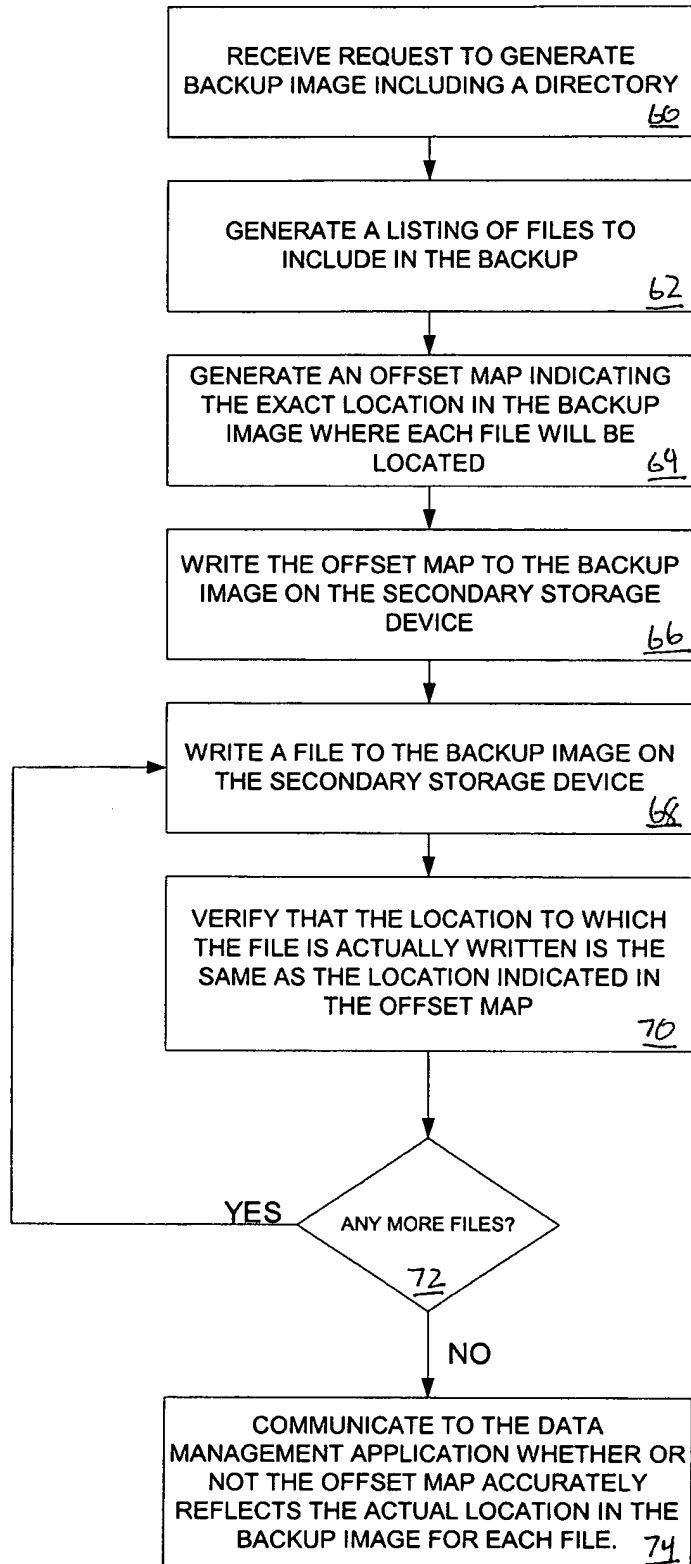 RECEIVE REQUEST TO GENERATE
BACKUP IMAGE INCLUDING A DIRECTORY
60
GENERATE A LISTING OF FILES TO
INCLUDE IN THE BACKUP
62
GENERATE AN OFFSET MAP INDICATING
THE EXACT LOCATION IN THE BACKUP
IMAGE WHERE EACH FILE WILL BE
LOCATED
64
WRITE THE OFFSET MAP TO THE BACKUP
IMAGE ON THE SECONDARY STORAGE
DEVICE
66
WRITE A FILE TO THE BACKUP IMAGE ON
THE SECONDARY STORAGE DEVICE
68
VERIFY THAT THE LOCATION TO WHICH
THE FILE IS ACTUALLY WRITTEN IS THE
SAME AS THE LOCATION INDICATED IN
THE OFFSET MAP
70
YES
ANY MORE FILES?
72
NO
COMMUNICATE TO THE DATA
MANAGEMENT APPLICATION WHETHER OR
NOT THE OFFSET MAP ACCURATELY
REFLECTS THE ACTUAL LOCATION IN THE
BACKUP IMAGE FOR EACH FILE.
74